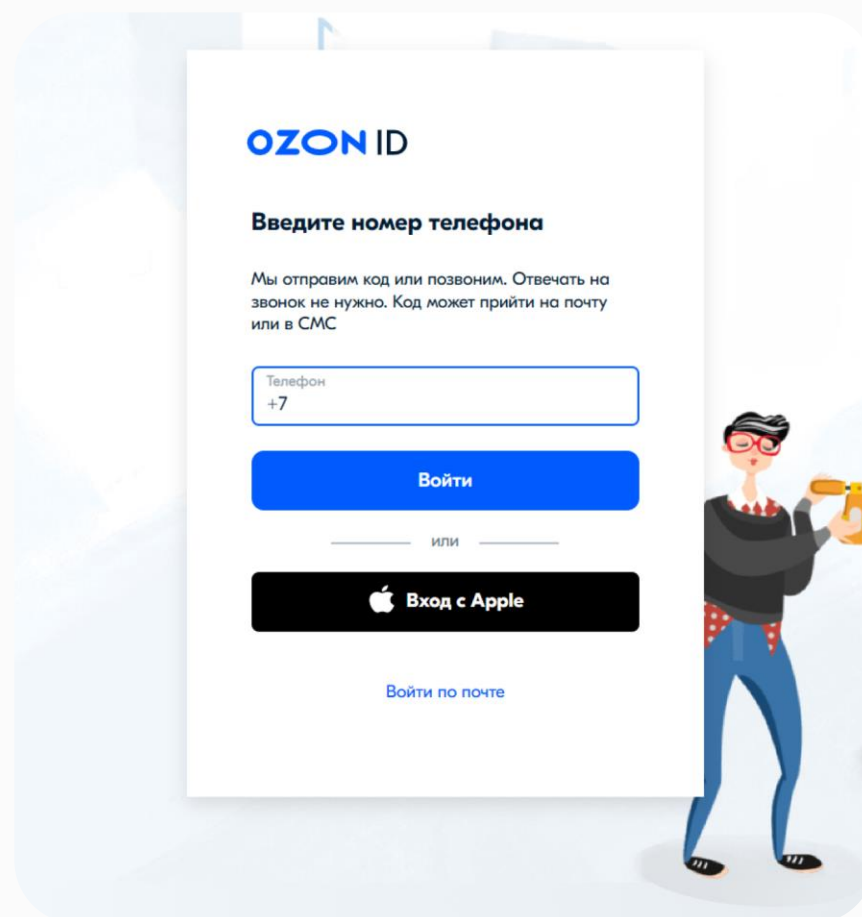 OZON ID
Введите номер телефона
Мы отправим код или позвоним. Отвечать на
звонок не нужно. Код может прийти на почту
или в СМС
Телефон
+7
Войти
или
Вход с Apple
Войти по почте